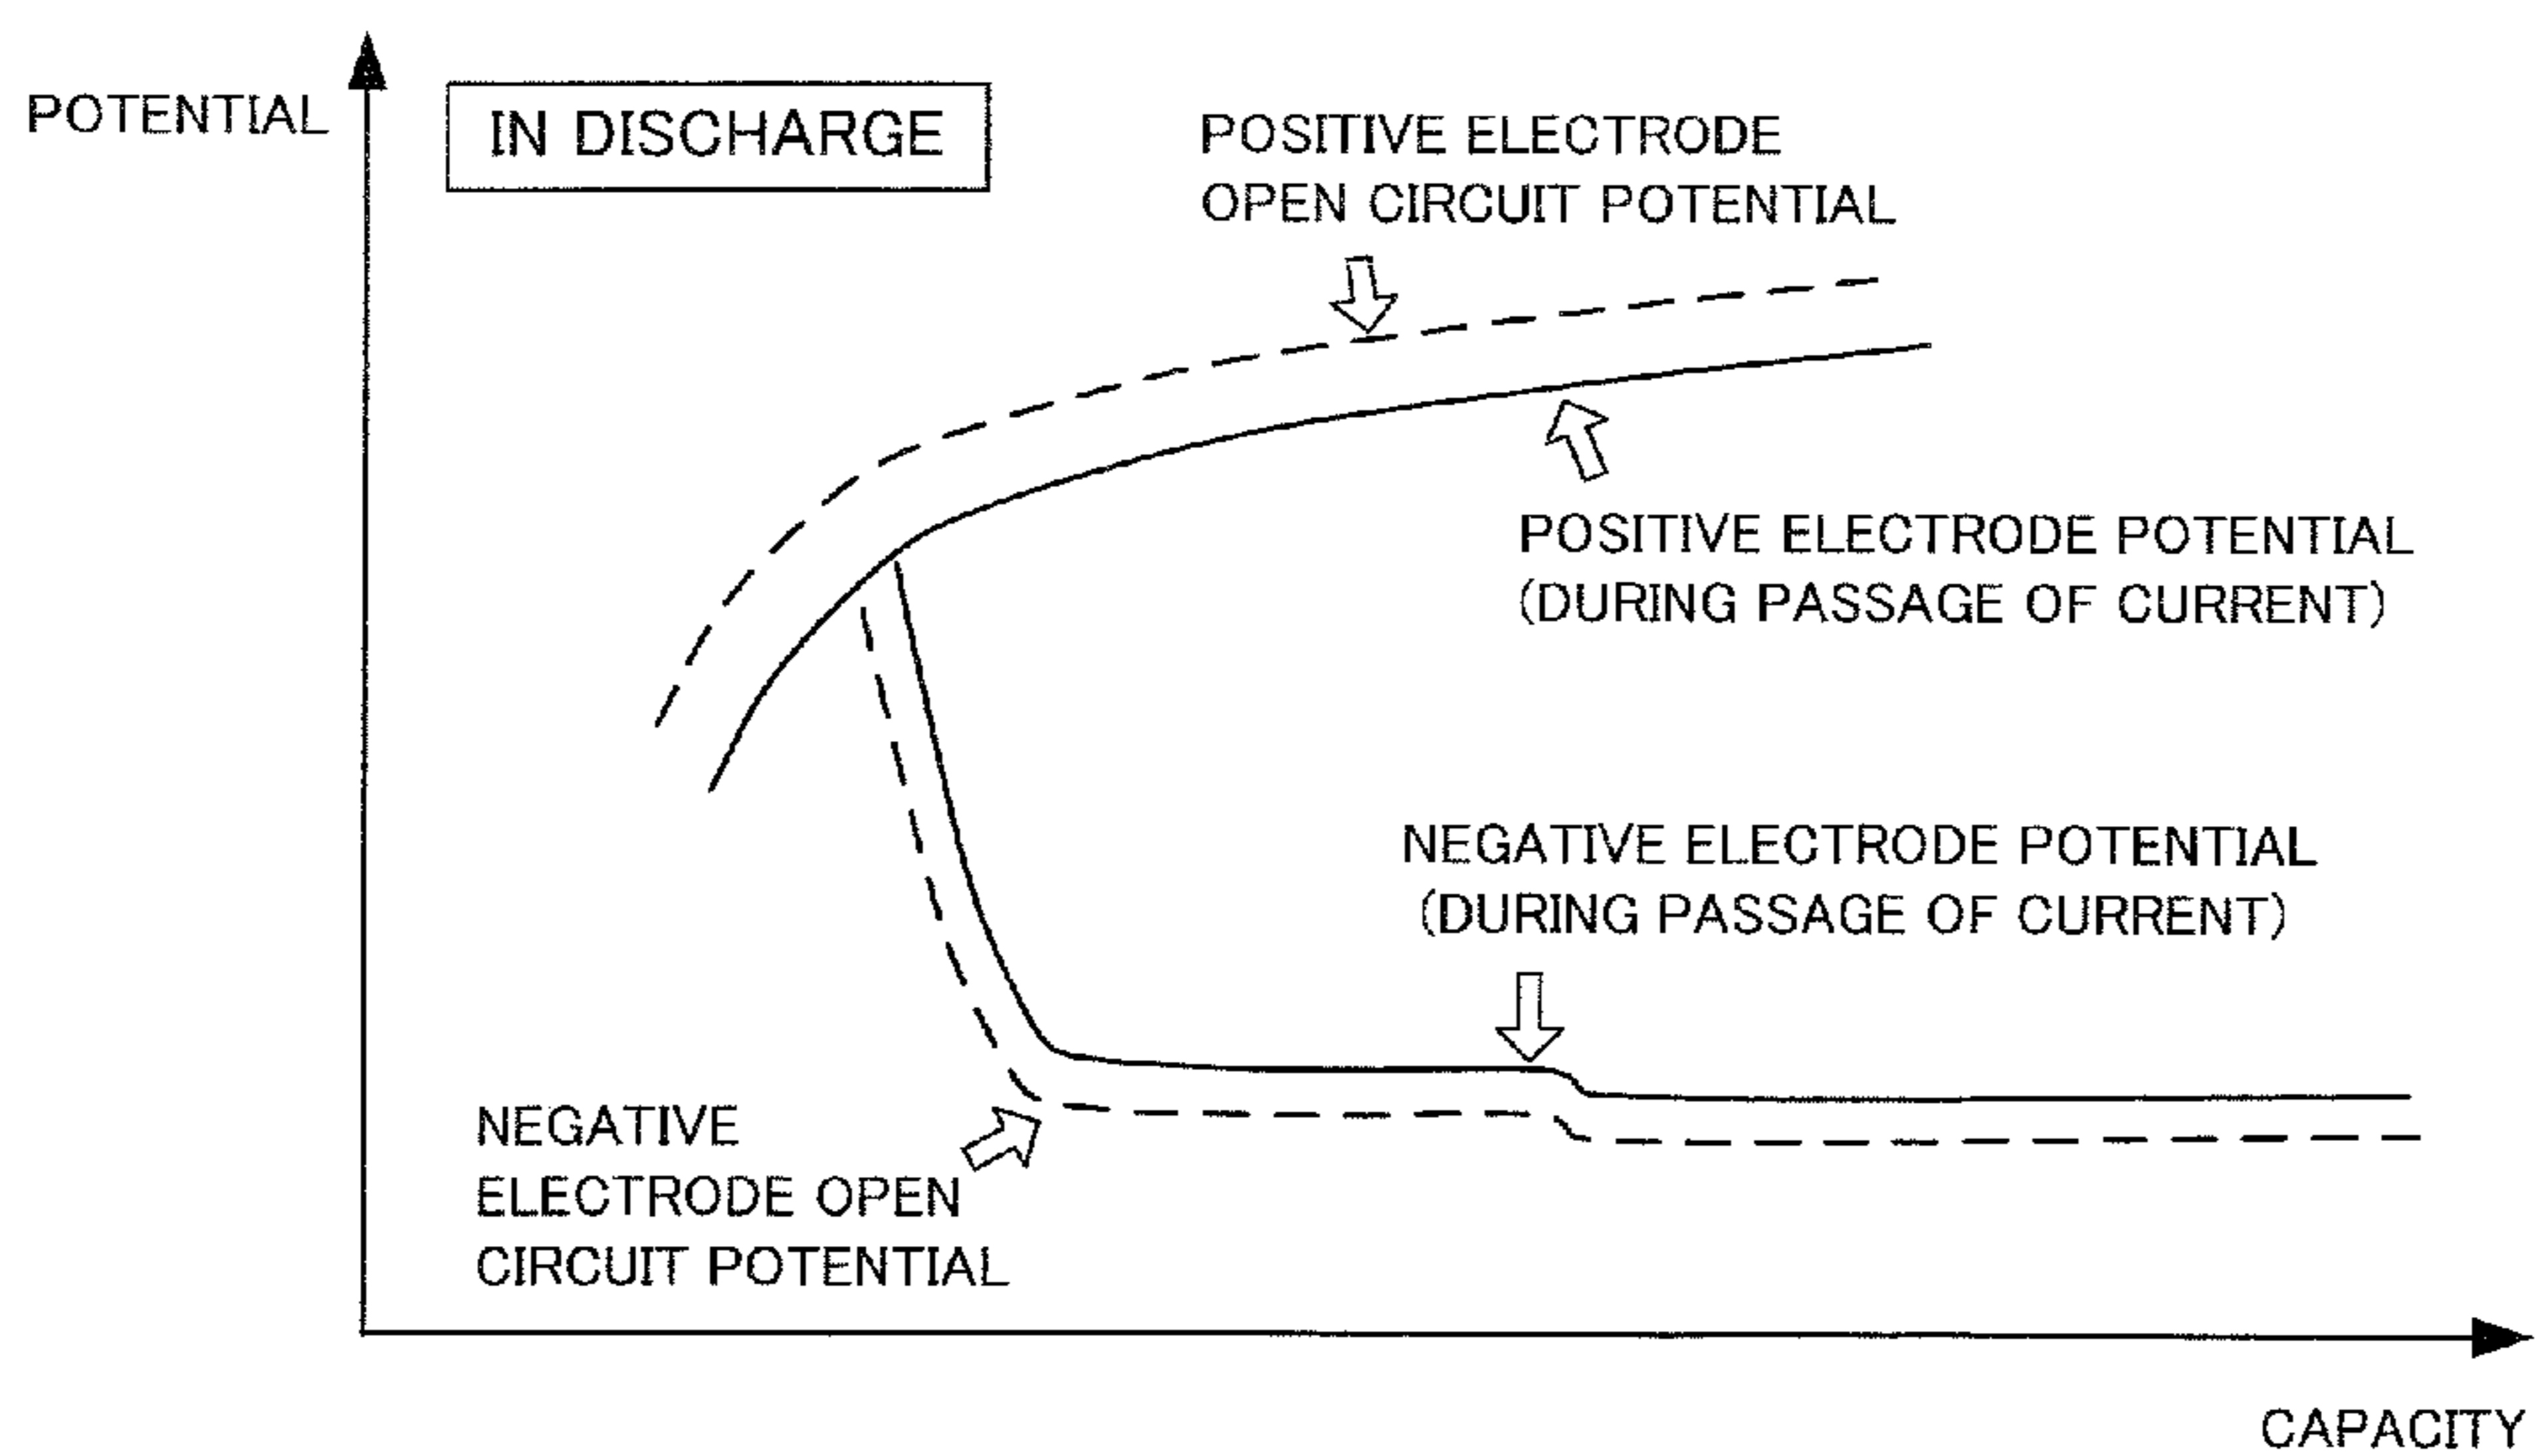 POTENTIAL
IN DISCHARGE
POSITIVE ELECTRODE
OPEN CIRCUIT POTENTIAL
POSITIVE ELECTRODE POTENTIAL
(DURING PASSAGE OF CURRENT)
NEGATIVE ELECTRODE POTENTIAL
(DURING PASSAGE OF CURRENT)
NEGATIVE
ELECTRODE OPEN
CIRCUIT POTENTIAL
CAPACITY